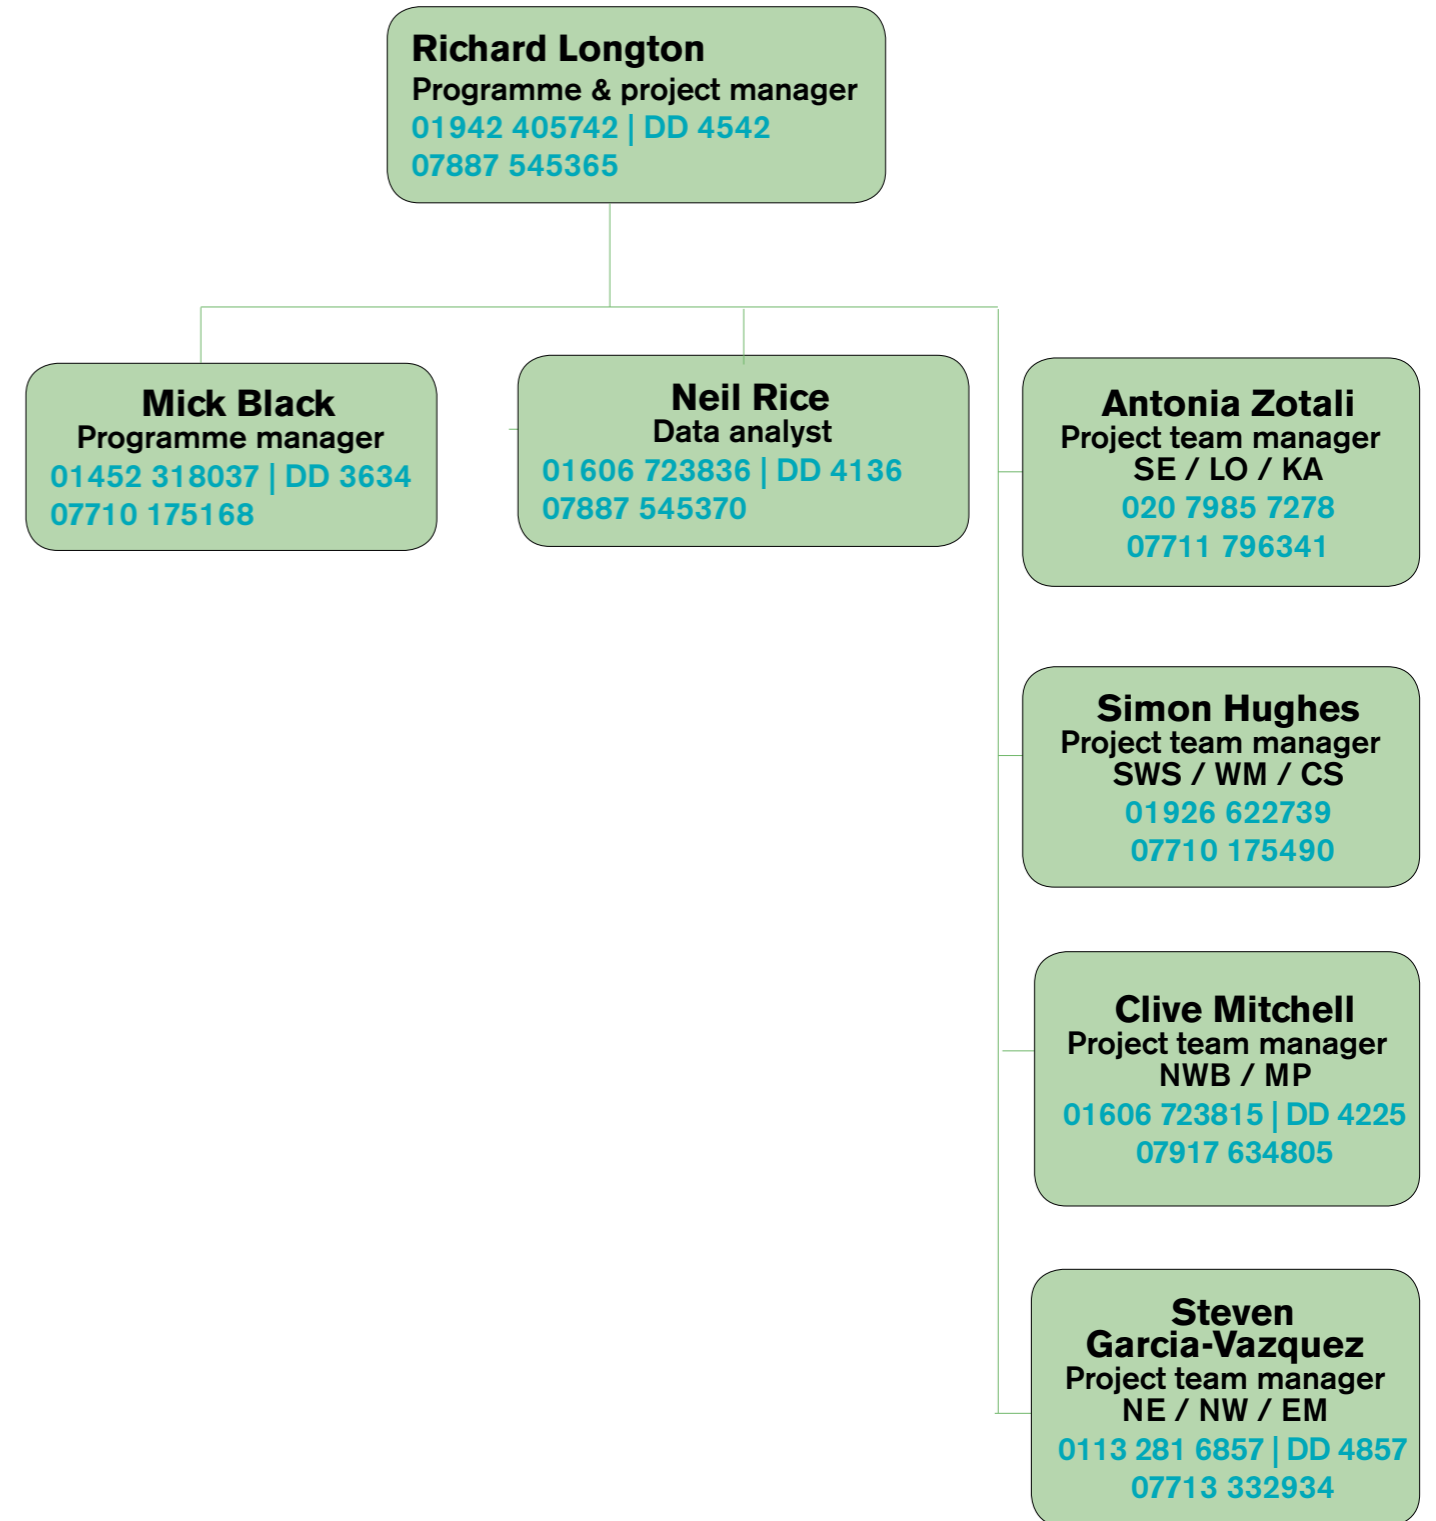 Richard Longton
Programme & project manager
01942 405742 | DD 4542
07887 545365
Mick Black
Programme manager
01452 318037 | DD 3634
07710 175168
Neil Rice
Data analyst
01606 723836 | DD 4136
07887 545370
Antonia Zotali
Project team manager
SE / LO / KA
020 7985 7278
07711 796341
Simon Hughes
Project team manager
SWS / WM / CS
01926 622739
07710 175490
Clive Mitchell
Project team manager
NWB / MP
01606 723815 | DD 4225
07917 634805
Steven
Garcia-Vazquez
Project team manager
NE / NW / EM
0113 281 6857 | DD 4857
07713 332934